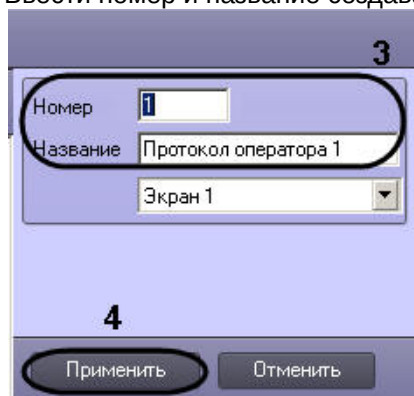 Ввести номер и название создав
3
Номер 1
Название Протокол оператора 1
Экран 1
4
Применить Отменить